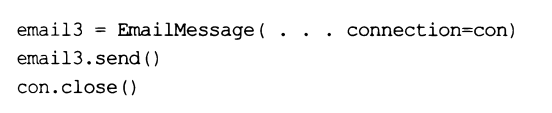 email3 = EmailMessage( . . . connection=con)
email3.send()
con.close()